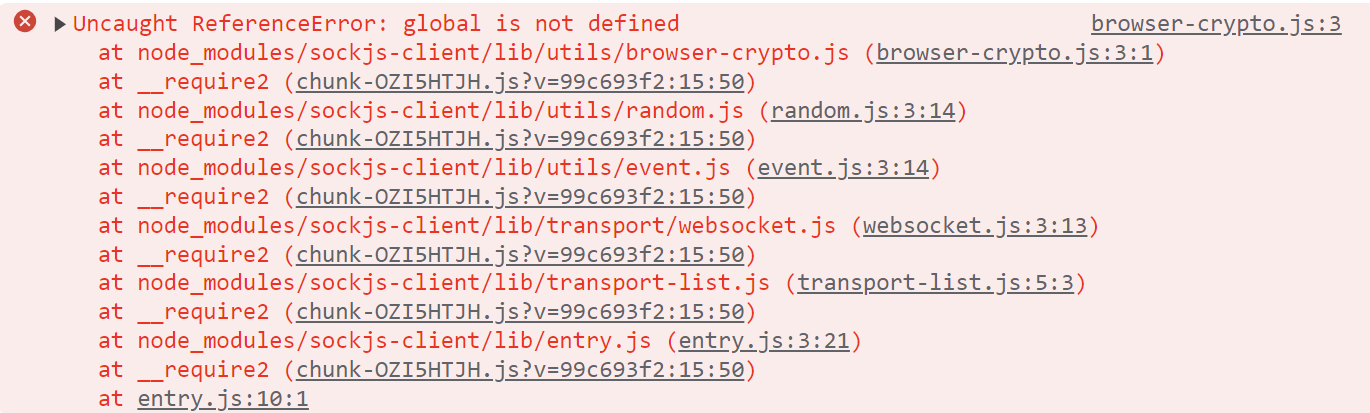 Uncaught ReferenceError: global is not defined browser-crypto.js:3
at node_modules/sockjs-client/lib/utils/browser-crypto.js (browser-crypto.js:3:1)
at __require2 (chunk-OZI5HTJH.js?v=99c693f2:15:50)
at node_modules/sockjs-client/lib/utils/random.js (random.js:3:14)
at __require2 (chunk-OZI5HTJH.js?v=99c693f2:15:50)
at node_modules/sockjs-client/lib/utils/event.js (event.js:3:14)
at __require2 (chunk-OZI5HTJH.js?v=99c693f2:15:50)
at node_modules/sockjs-client/lib/transport/websocket.js (websocket.js:3:13)
at __require2 (chunk-OZI5HTJH.js?v=99c693f2:15:50)
at node_modules/sockjs-client/lib/transport-list.js (transport-list.js:5:3)
at __require2 (chunk-OZI5HTJH.js?v=99c693f2:15:50)
at node_modules/sockjs-client/lib/entry.js (entry.js:3:21)
at __require2 (chunk-OZI5HTJH.js?v=99c693f2:15:50)
at entry.js:10:1